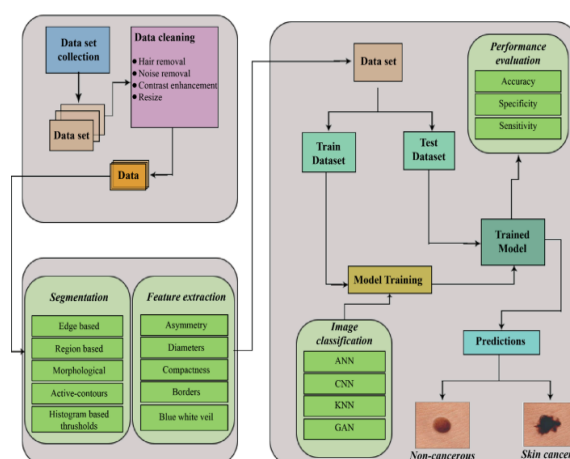 Data set
collection
Data set
Data cleaning
Hair removal
Noise removal
Contrast enhancement
Resize
Data
Segmentation
Edge based
Region based
Morphological
Active-contours
Histogram based
thrusholds
Feature extraction
Asymmetry
Diameters
Compactness
Borders
Blue white veil
Data set
Train
Dataset
Test
Dataset
Performance
evaluation
Accuracy
Specificity
Sensitivity
Trained
Model
Model Training
Image
classification
ANN
CNN
KNN
GAN
Predictions
Non-cancerous
Skin cancer